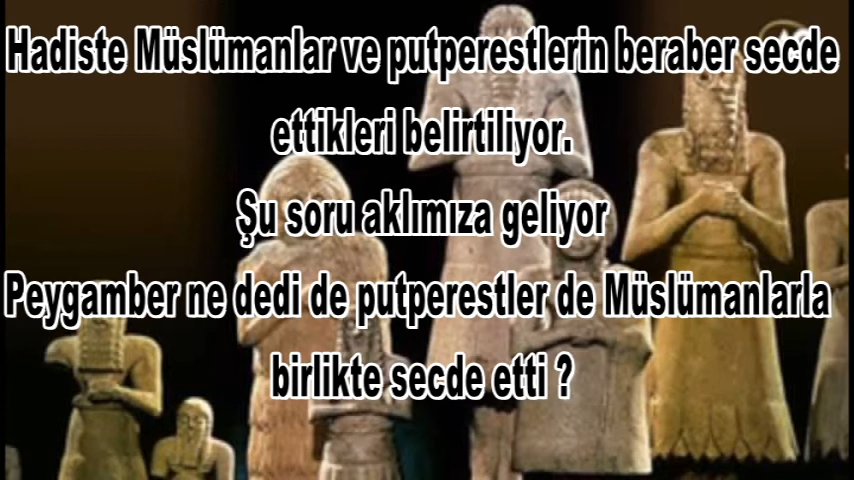 Hadiste Müslümanlar ve putperestlerin beraber secde
ettikleri belirtiliyor.
Şu soru aklımıza geliyor
Peygamber ne dedi de putperestler de Müslümanlarla
birlikte secde etti ?